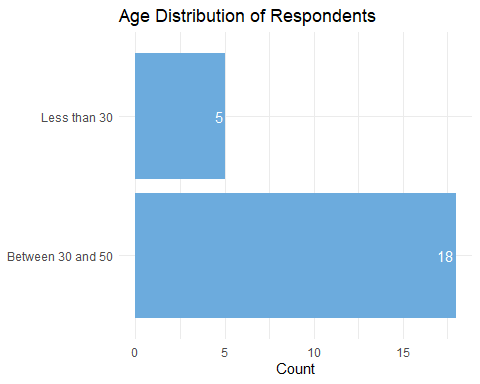 Age Distribution of Respondents
Less than 30
5
Between 30 and 50
18
0 5 10 15
Count